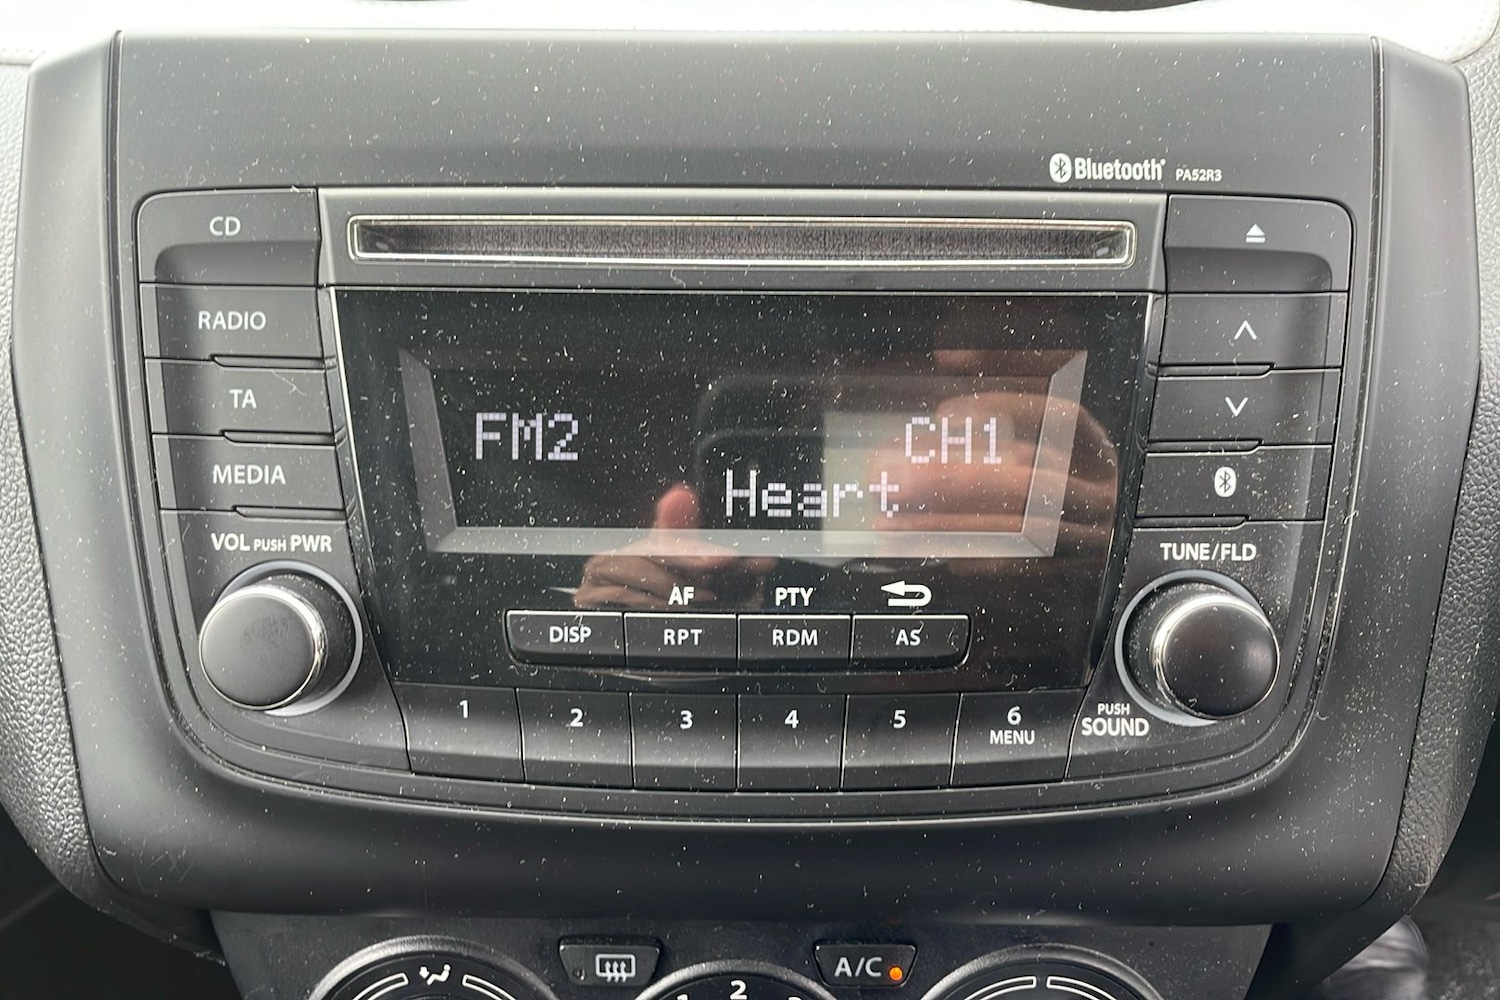 Bluetooth® PA52R3
CD
RADIO
TA
MEDIA
VOL PUSH PWR
FM2 CH1
Heart
TUNE/FLD
AF PTY
DISP RPT RDM AS
1 2 3 4 5 6
MENU
PUSH
SOUND
A/C
2